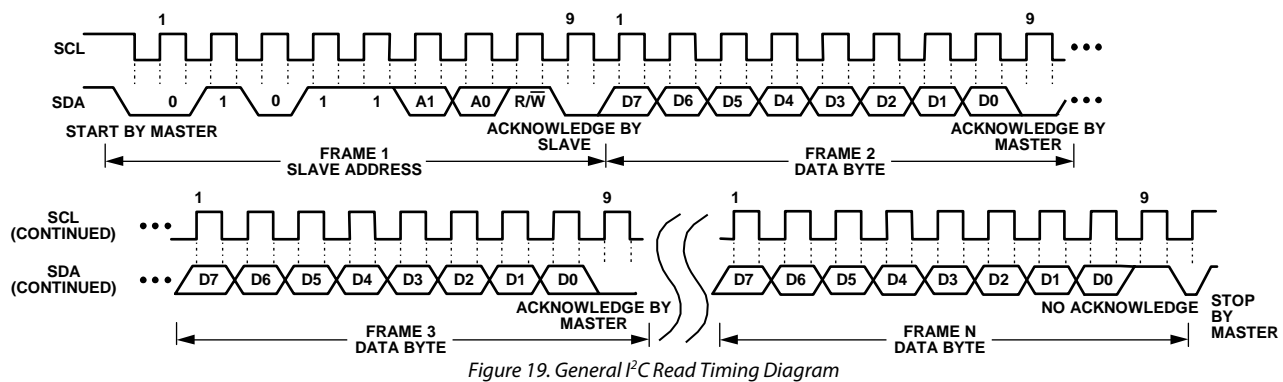 1 9 1 9
SCL
SDA 0 1 0 1 1 A1 A0 R/W̅ D7 D6 D5 D4 D3 D2 D1 D0
START BY MASTER
ACKNOWLEDGE BY
SLAVE
ACKNOWLEDGE BY
MASTER
FRAME 1
SLAVE ADDRESS
FRAME 2
DATA BYTE
1 9 1 9
SCL
(CONTINUED)
SDA
(CONTINUED)
D7 D6 D5 D4 D3 D2 D1 D0 D7 D6 D5 D4 D3 D2 D1 D0
ACKNOWLEDGE BY
MASTER
NO ACKNOWLEDGE
STOP
BY
MASTER
FRAME 3
DATA BYTE
FRAME N
DATA BYTE
Figure 19. General I²C Read Timing Diagram